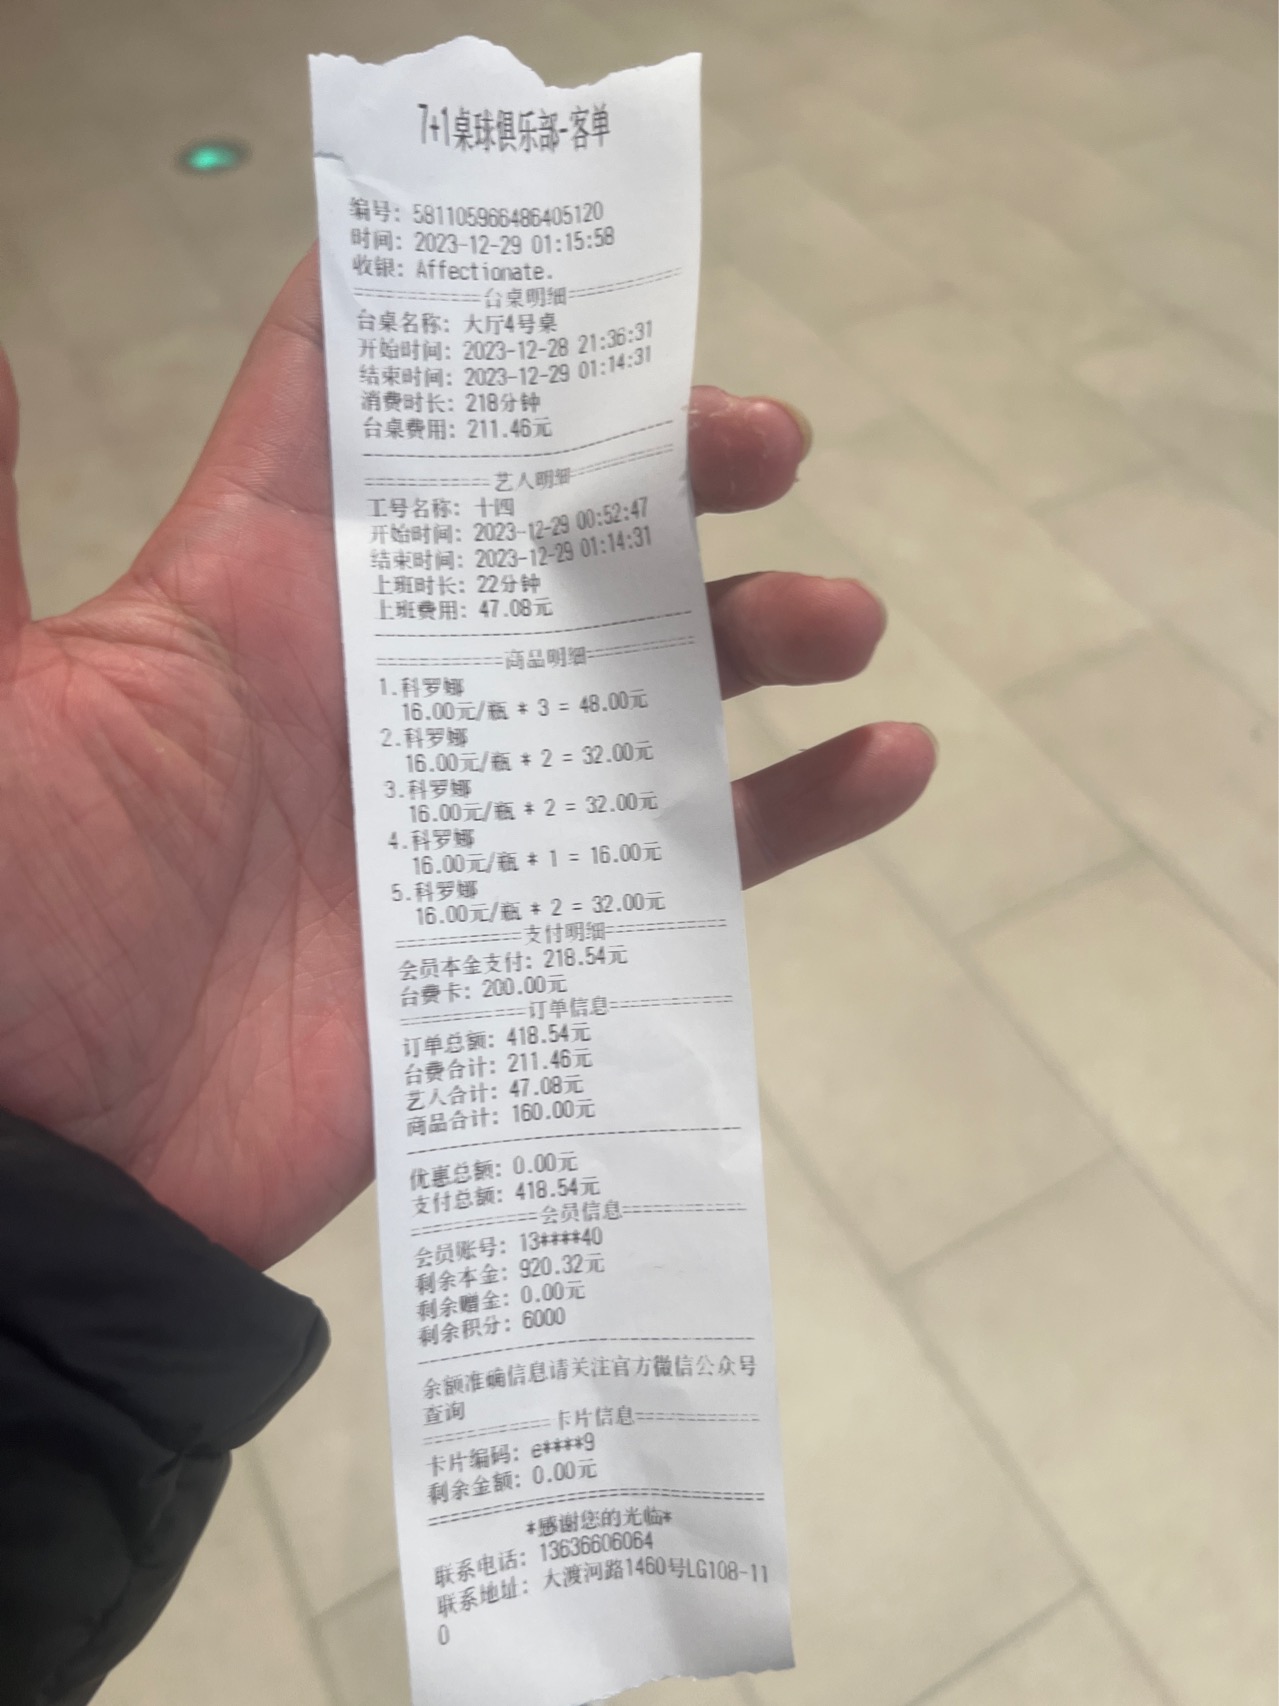 7+1桌球俱乐部-客单
编号: 581105966486405120
时间: 2023-12-29 01:15:58
收银: Affectionate.
============台桌明细============
台桌名称: 大厅4号桌
开始时间: 2023-12-28 21:36:31
结束时间: 2023-12-29 01:14:31
消费时长: 218分钟
台桌费用: 211.46元
============艺人明细============
工号名称: 十四
开始时间: 2023-12-29 00:52:47
结束时间: 2023-12-29 01:14:31
上班时长: 22分钟
上班费用: 47.08元
============商品明细============
1.科罗娜
16.00元/瓶 * 3 = 48.00元
2.科罗娜
16.00元/瓶 * 2 = 32.00元
3.科罗娜
16.00元/瓶 * 2 = 32.00元
4.科罗娜
16.00元/瓶 * 1 = 16.00元
5.科罗娜
16.00元/瓶 * 2 = 32.00元
============支付明细============
会员本金支付: 218.54元
台费卡: 200.00元
============订单信息============
订单总额: 418.54元
台费合计: 211.46元
艺人合计: 47.08元
商品合计: 160.00元
优惠总额: 0.00元
支付总额: 418.54元
============会员信息============
会员账号: 13****40
剩余本金: 920.32元
剩余赠金: 0.00元
剩余积分: 6000
余额准确信息请关注官方微信公众号
查询
============卡片信息============
卡片编码: e****9
剩余金额: 0.00元
*感谢您的光临*
联系电话: 13636606064
联系地址: 大渡河路1460号LG108-11
0